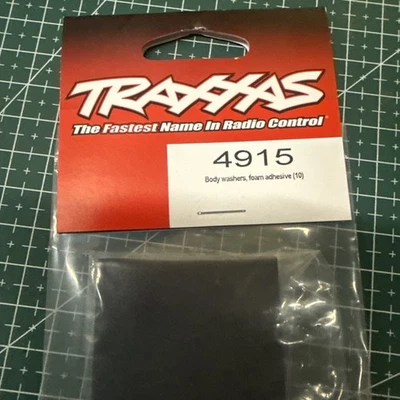 TRAXXAS
The Fastest Name In Radio Control
4915
Body washers, foam adhesive (10)